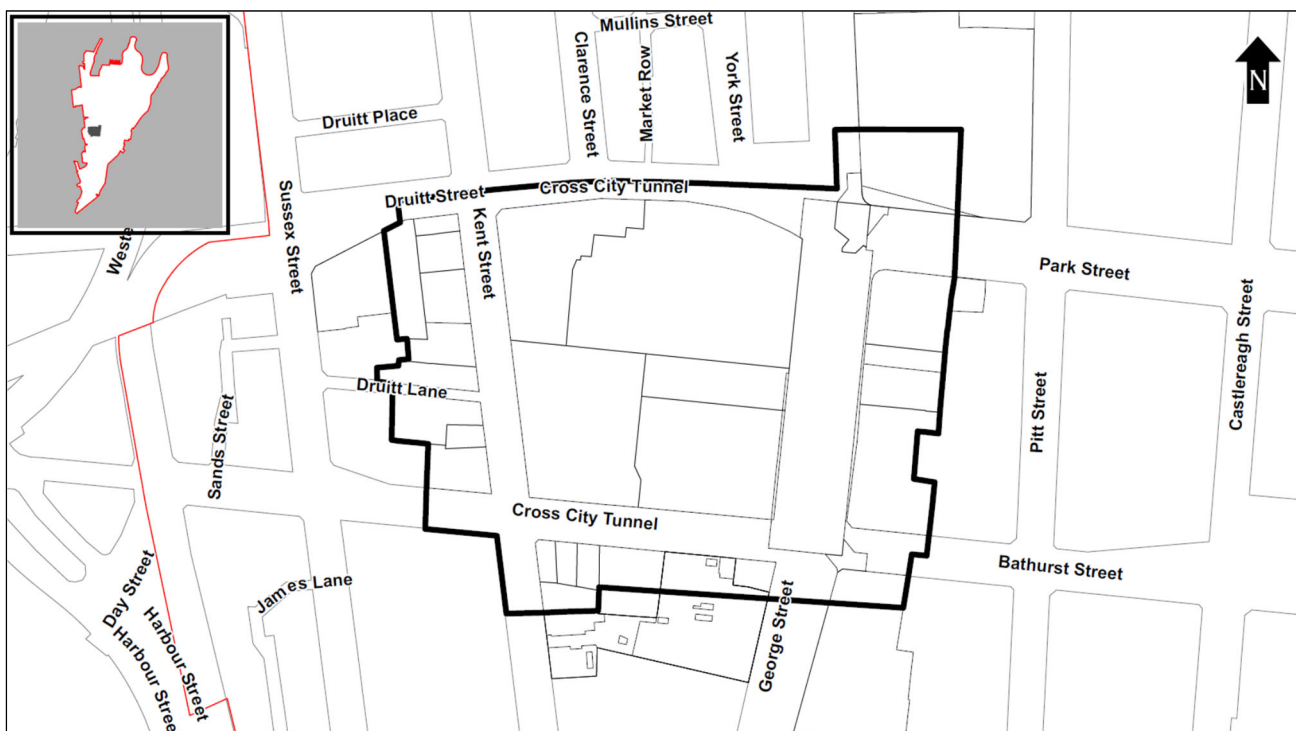 Mullins Street
Clarence Street
Market Row
York Street
N
Druitt Place
Druitt Street
Cross City Tunnel
Sussex Street
Kent Street
Weste
Park Street
Castlereagh Street
Pitt Street
Druitt Lane
Sands Street
Cross City Tunnel
Bathurst Street
James Lane
George Street
Day Street
Harbour Street
Harbour Stree